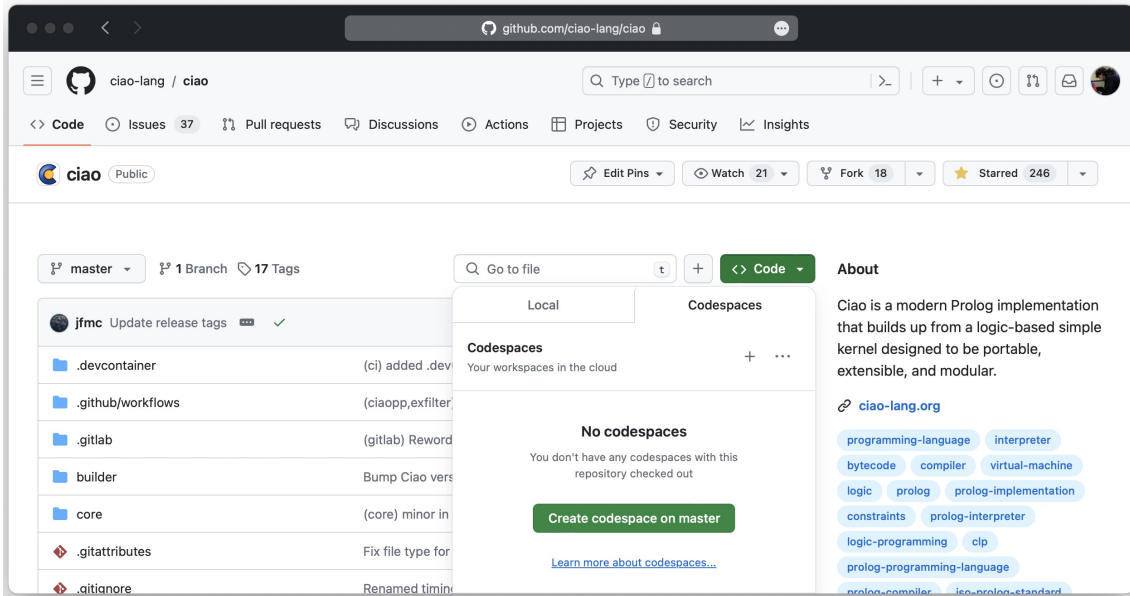 github.com/ciao-lang/ciao
ciao-lang / ciao
Type / to search
Code Issues 37 Pull requests Discussions Actions Projects Security Insights
ciao Public
Edit Pins Watch 21 Fork 18 Starred 246
master 1 Branch 17 Tags
Go to file t
Code
jfmc Update release tags
.devcontainer (ci) added .dev
.github/workflows (ciaopp,exfilter
.gitlab (gitlab) Reword
builder Bump Ciao vers
core (core) minor in
.gitattributes Fix file type for
.gitignore Renamed timin
Local Codespaces
Codespaces
Your workspaces in the cloud
No codespaces
You don't have any codespaces with this
repository checked out
Create codespace on master
Learn more about codespaces...
About
Ciao is a modern Prolog implementation
that builds up from a logic-based simple
kernel designed to be portable,
extensible, and modular.
ciao-lang.org
programming-language interpreter
bytecode compiler virtual-machine
logic prolog prolog-implementation
constraints prolog-interpreter
logic-programming clp
prolog-programming-language
prolog-compiler iso-prolog-standard